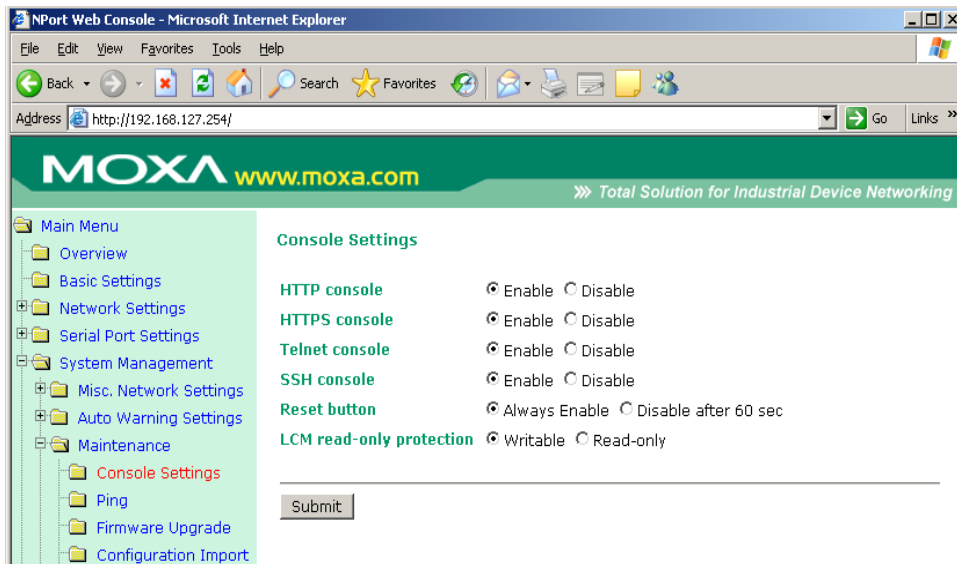 NPort Web Console - Microsoft Internet Explorer
File Edit View Favorites Tools Help
Back Search Favorites
Address http://192.168.127.254/ Go Links »
MOXA www.moxa.com
Total Solution for Industrial Device Networking
Main Menu
Overview
Basic Settings
Network Settings
Serial Port Settings
System Management
Misc. Network Settings
Auto Warning Settings
Maintenance
Console Settings
Ping
Firmware Upgrade
Configuration Import
Console Settings
HTTP console Enable Disable
HTTPS console Enable Disable
Telnet console Enable Disable
SSH console Enable Disable
Reset button Always Enable Disable after 60 sec
LCM read-only protection Writable Read-only
Submit